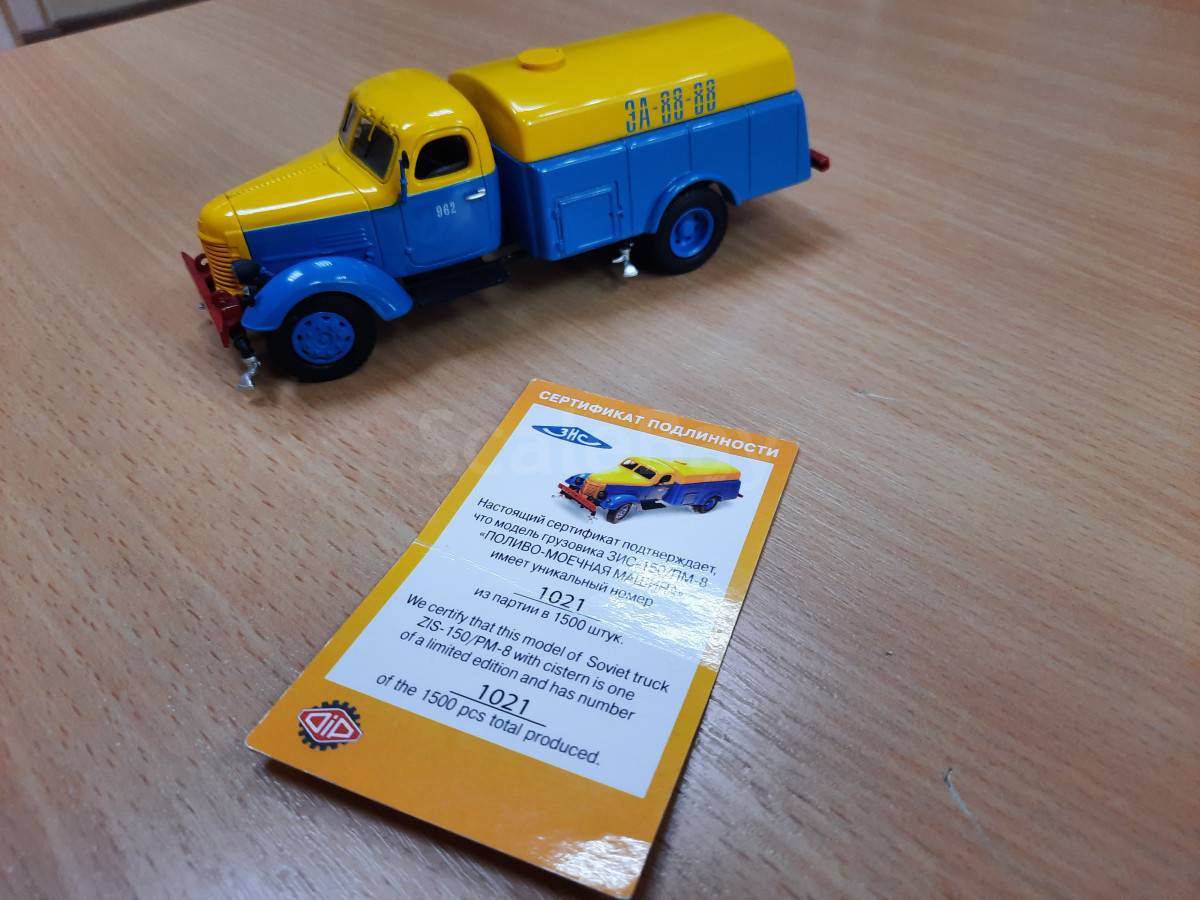 ЗА-88-88
962
СЕРТИФИКАТ ПОДЛИННОСТИ
ЗИС
Настоящий сертификат подтверждает,
что модель грузовика ЗИС-150/ПМ-8
«ПОЛИВО-МОЕЧНАЯ МАШИНА»
имеет уникальный номер
1021
из партии в 1500 штук.
We certify that this model of Soviet truck
ZIS-150/PM-8 with cistern is one
of a limited edition and has number
1021
of the 1500 pcs total produced.
DiP